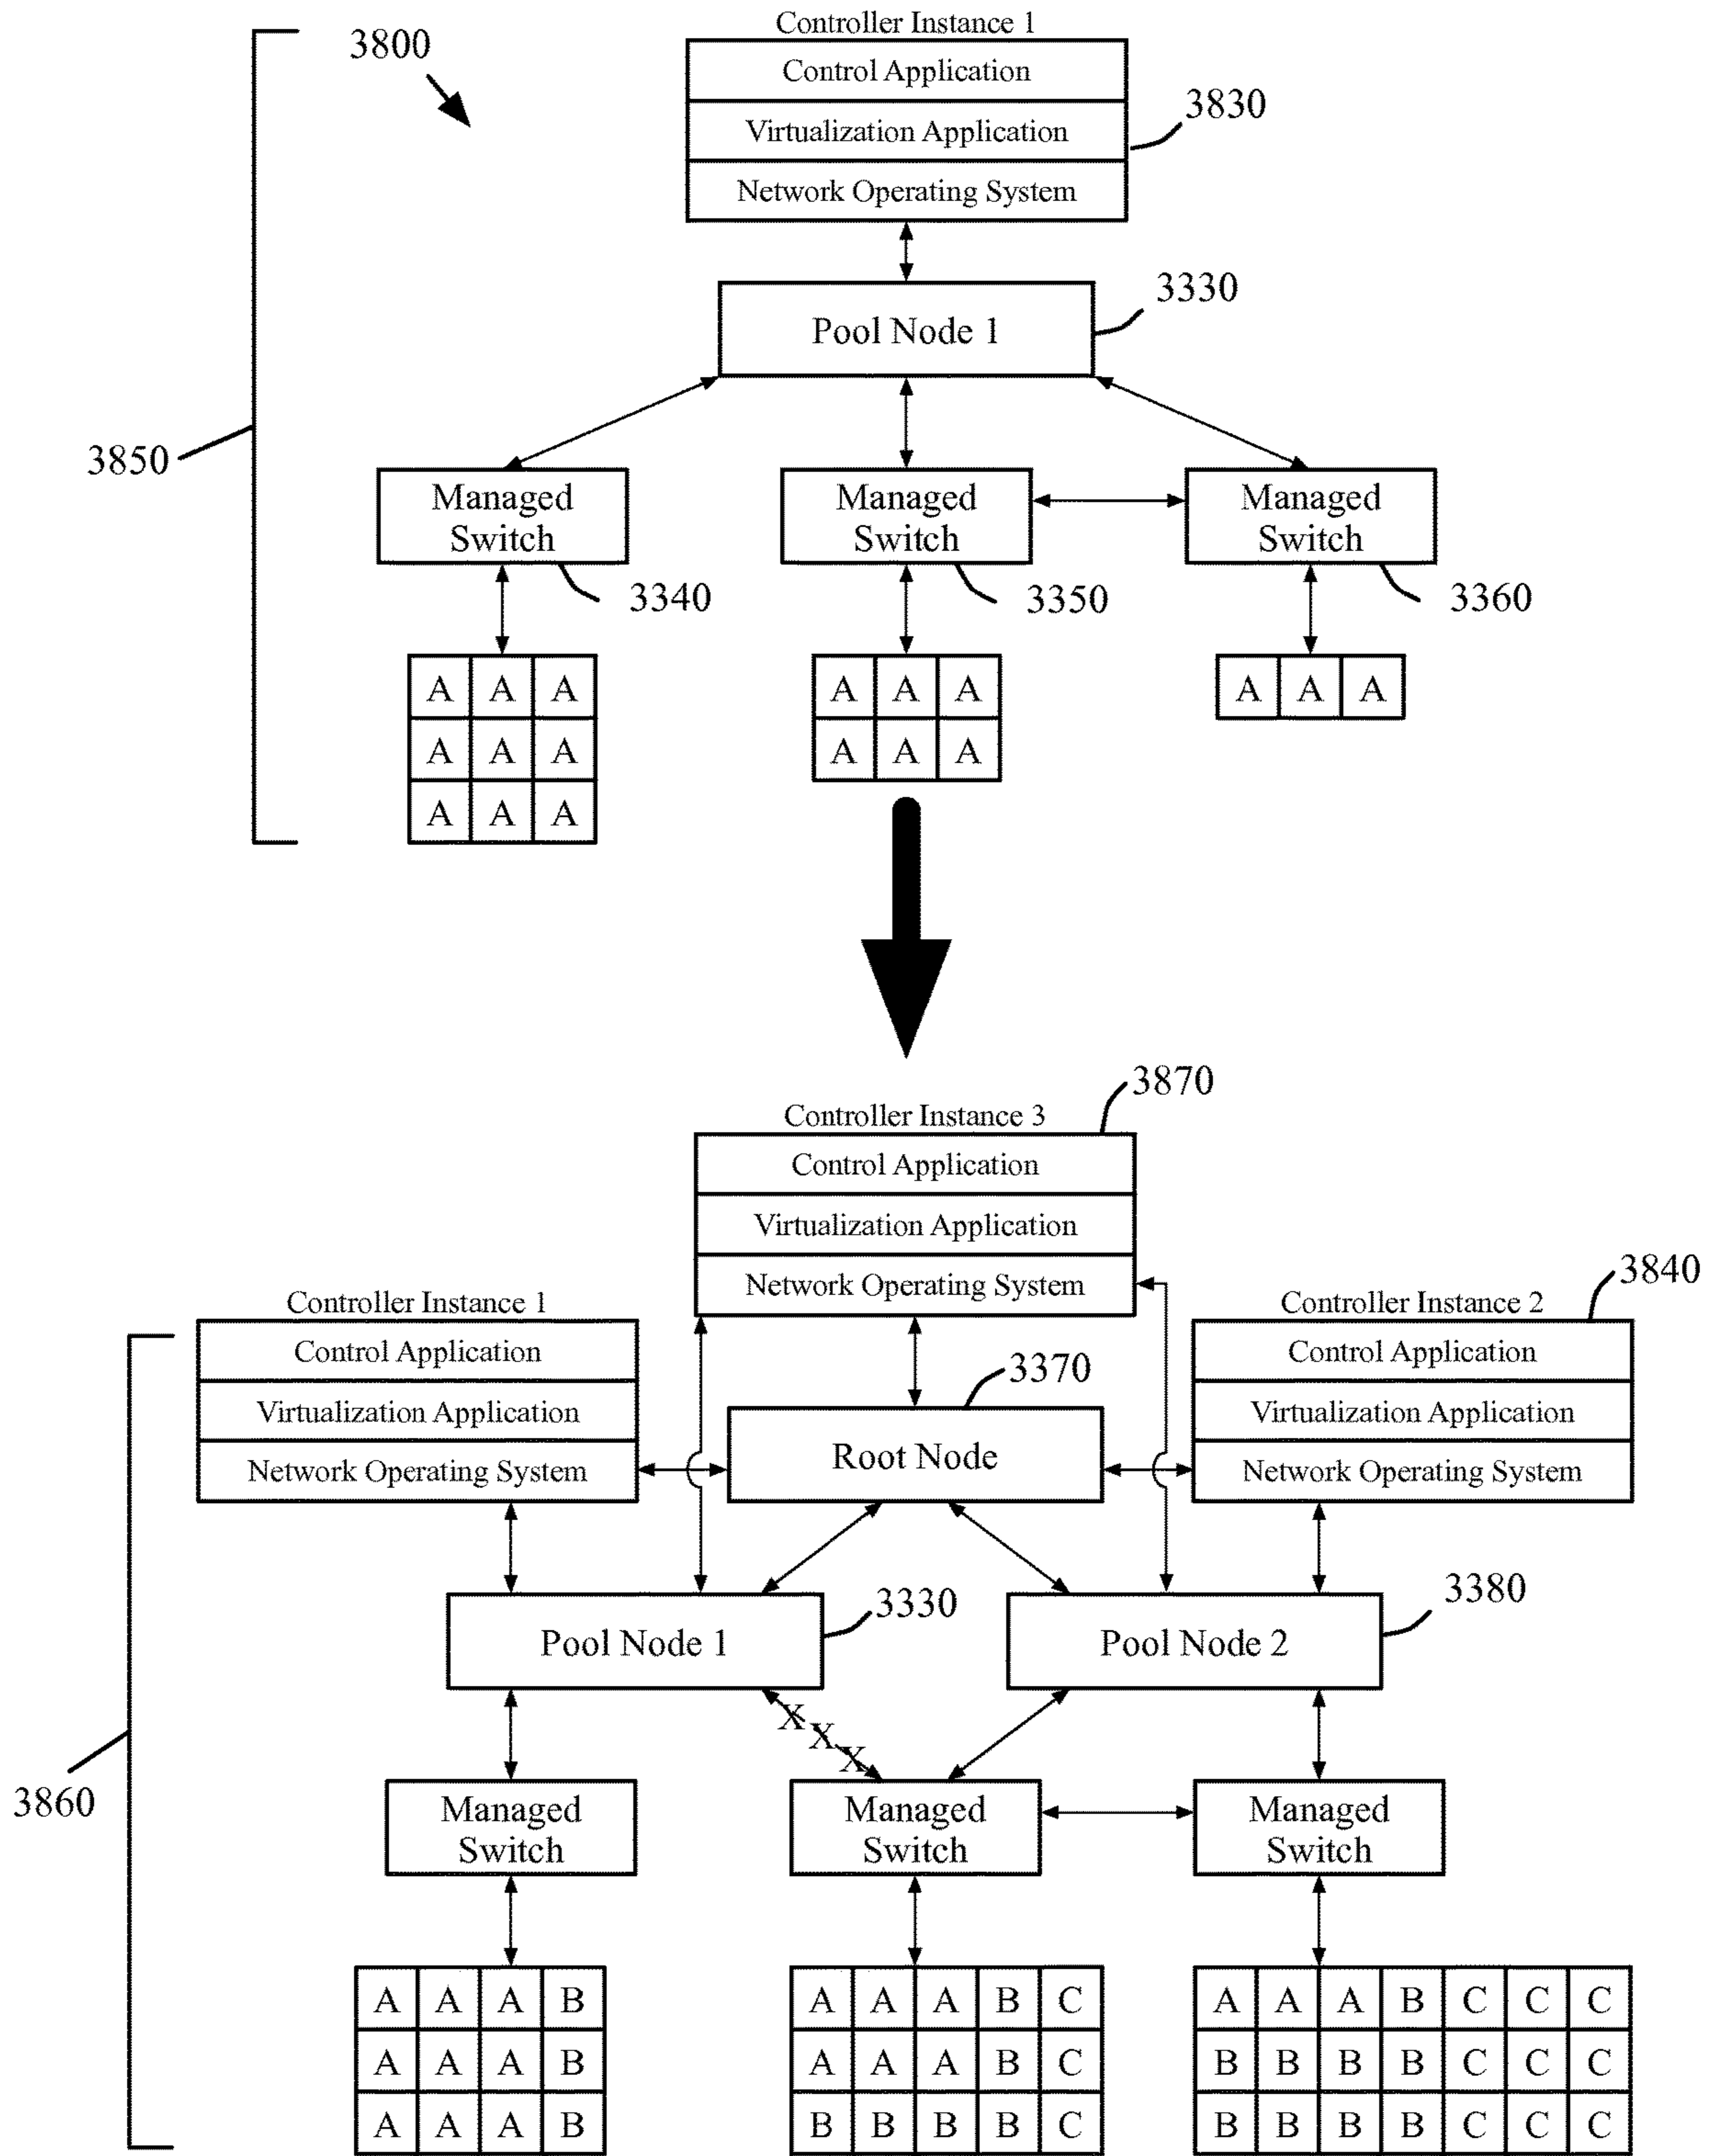 Controller Instance 1
3800
Control Application
Virtualization Application
3830
Network Operating System
3330
Pool Node 1
3850
Managed Switch
Managed Switch
Managed Switch
3340
3350
3360
A A A
A A A
A A A
A A A
A A A
A A A
3870
Controller Instance 3
Control Application
Virtualization Application
Network Operating System
3840
Controller Instance 1
Controller Instance 2
Control Application
Virtualization Application
Network Operating System
3370
Root Node
Control Application
Virtualization Application
Network Operating System
3330
3380
Pool Node 1
Pool Node 2
X
X
X
3860
Managed Switch
Managed Switch
Managed Switch
A A A B
A A A B
A A A B
A A A B C
A A A B C
B B B B C
A A A B C C C
B B B B C C C
B B B B C C C